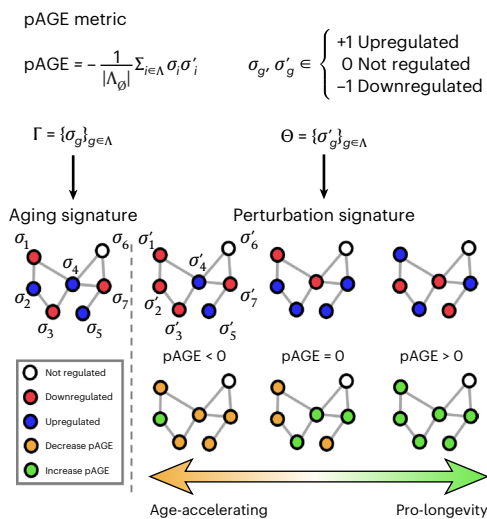 pAGE metric
pAGE = − 1/|Λ∅| Σi∈Λ σiσ′i
σg, σ′g ∈ { +1 Upregulated
0 Not regulated
−1 Downregulated
Γ = {σg}g∈Λ
Θ = {σ′g}g∈Λ
Aging signature
Perturbation signature
σ1 σ2 σ3 σ4 σ5 σ6 σ7
σ′1 σ′2 σ′3 σ′4 σ′5 σ′6 σ′7
pAGE < 0 pAGE = 0 pAGE > 0
Not regulated
Downregulated
Upregulated
Decrease pAGE
Increase pAGE
Age-accelerating
Pro-longevity